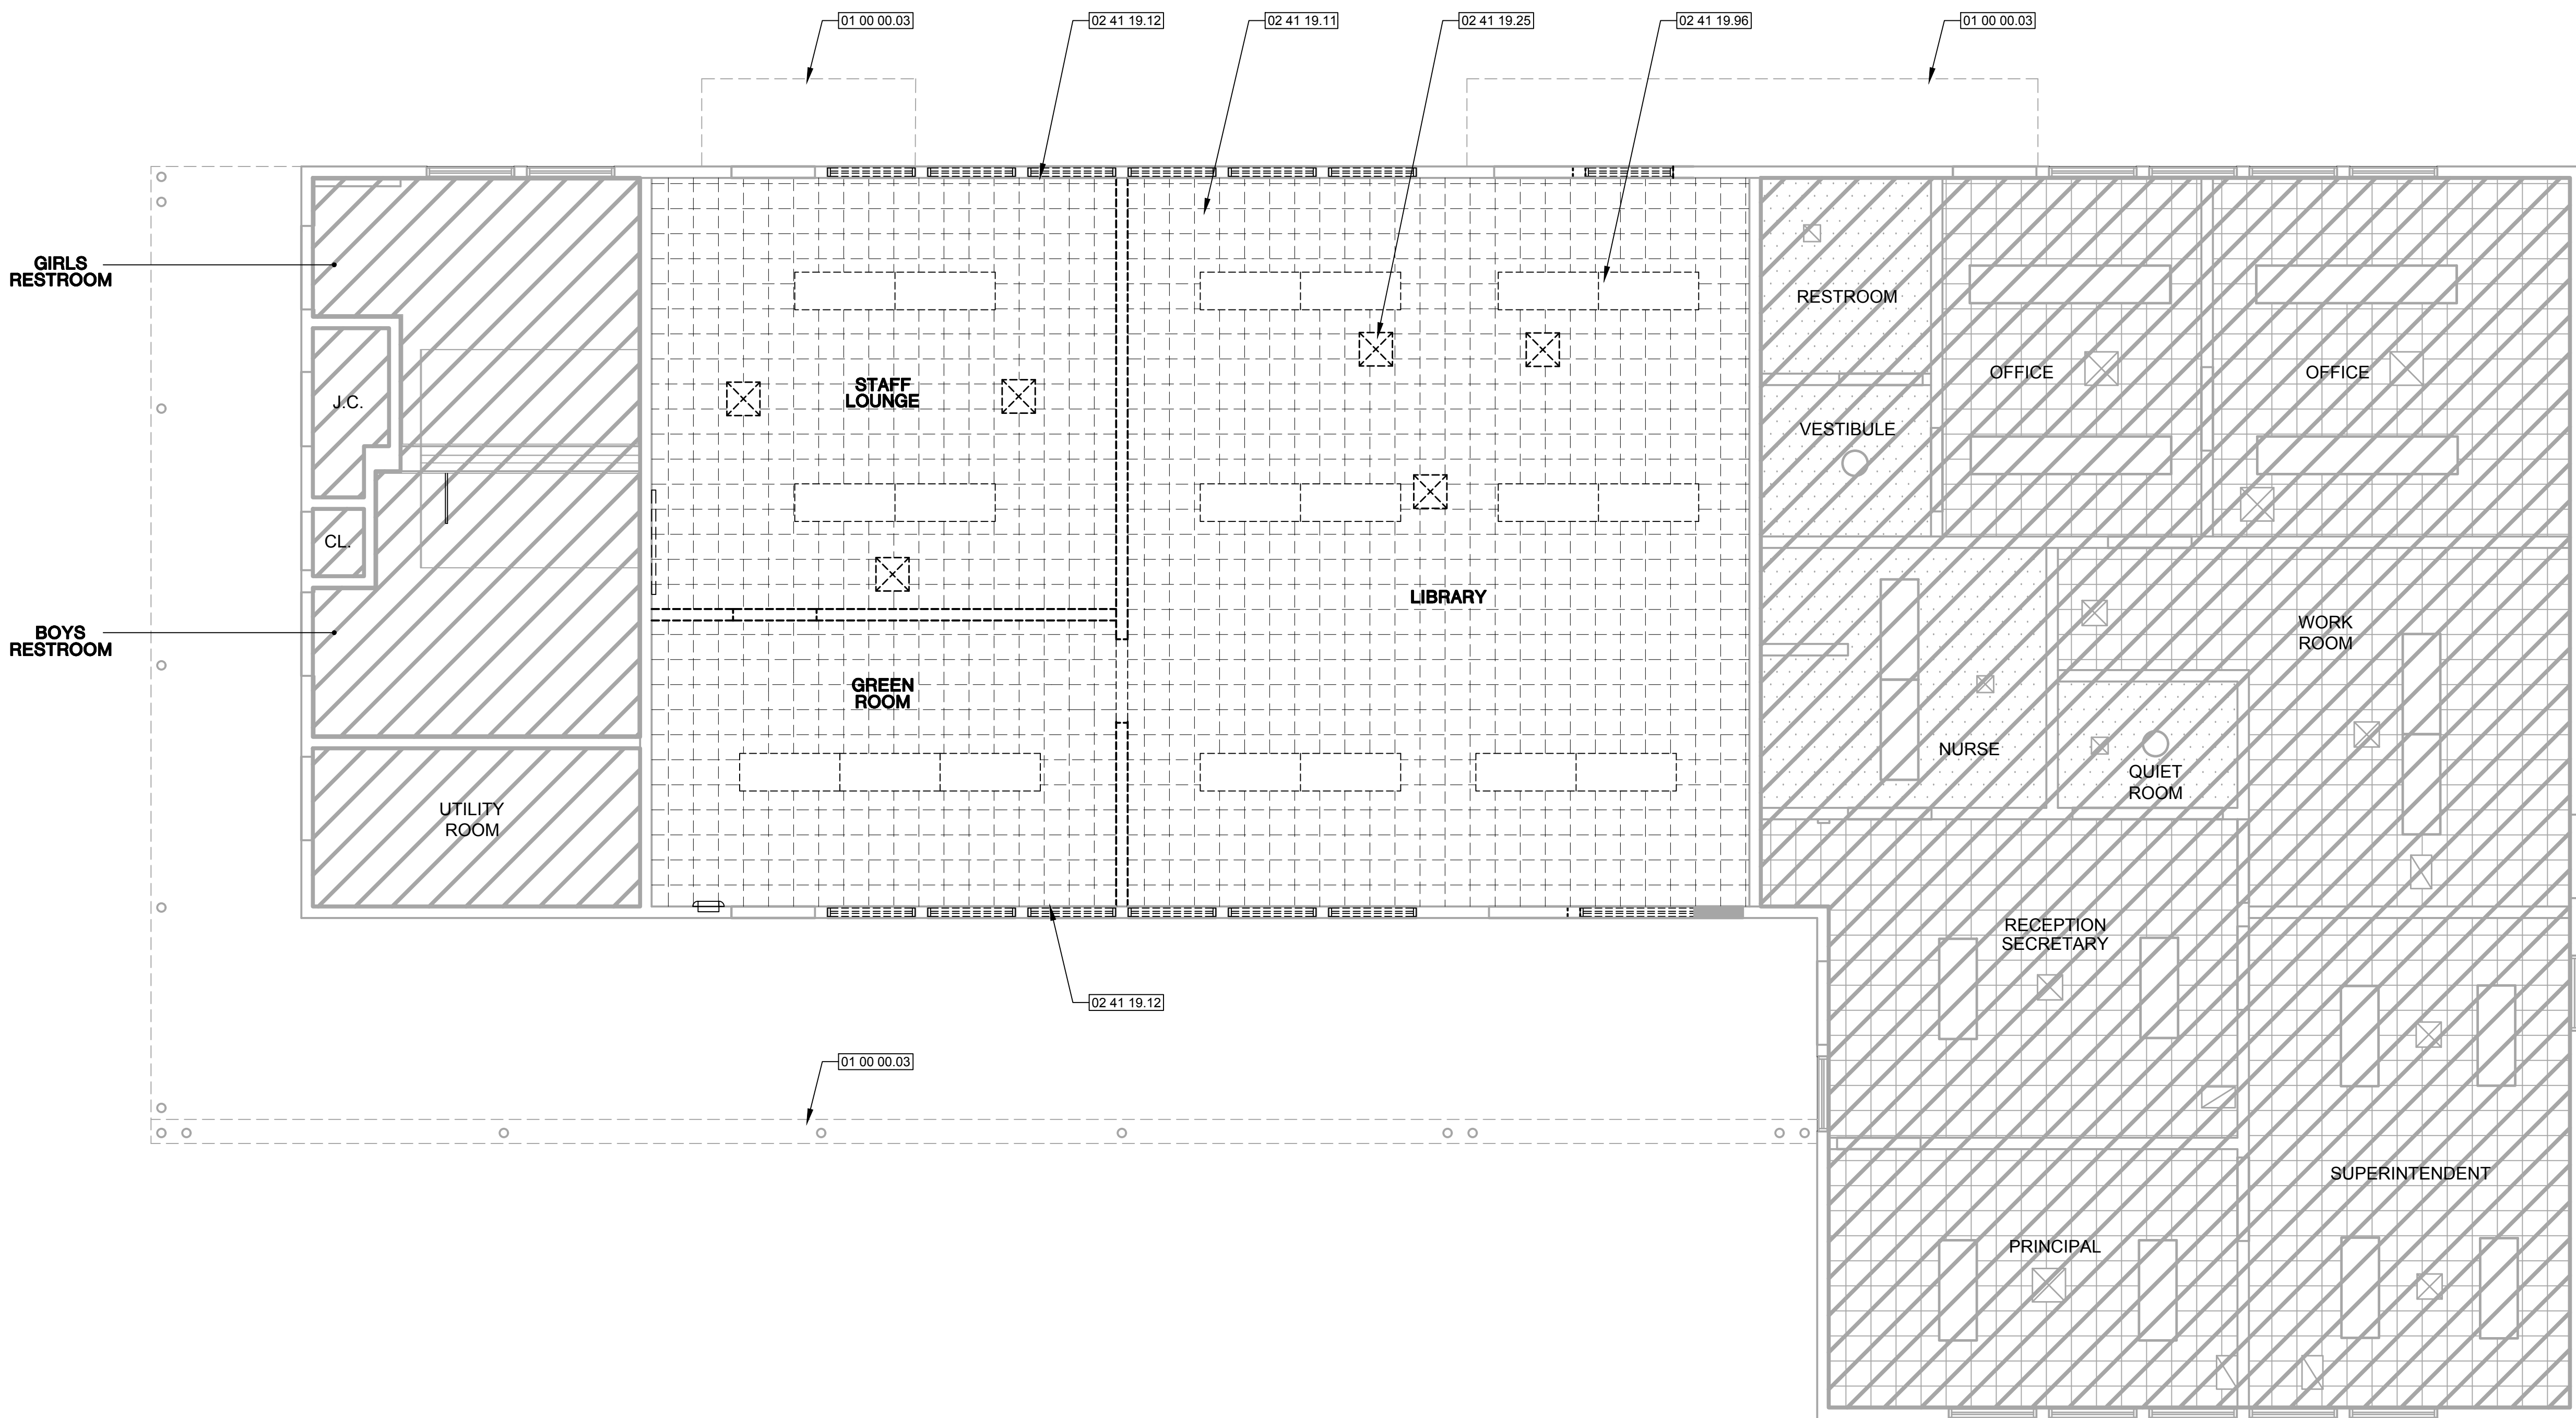 01 00 00.03
02 41 19.12
02 41 19.11
02 41 19.25
02 41 19.96
01 00 00.03
GIRLS
RESTROOM
J.C.
CL.
BOYS
RESTROOM
UTILITY
ROOM
STAFF
LOUNGE
GREEN
ROOM
LIBRARY
RESTROOM
VESTIBULE
OFFICE
OFFICE
WORK
ROOM
NURSE
QUIET
ROOM
RECEPTION
SECRETARY
SUPERINTENDENT
PRINCIPAL
02 41 19.12
01 00 00.03